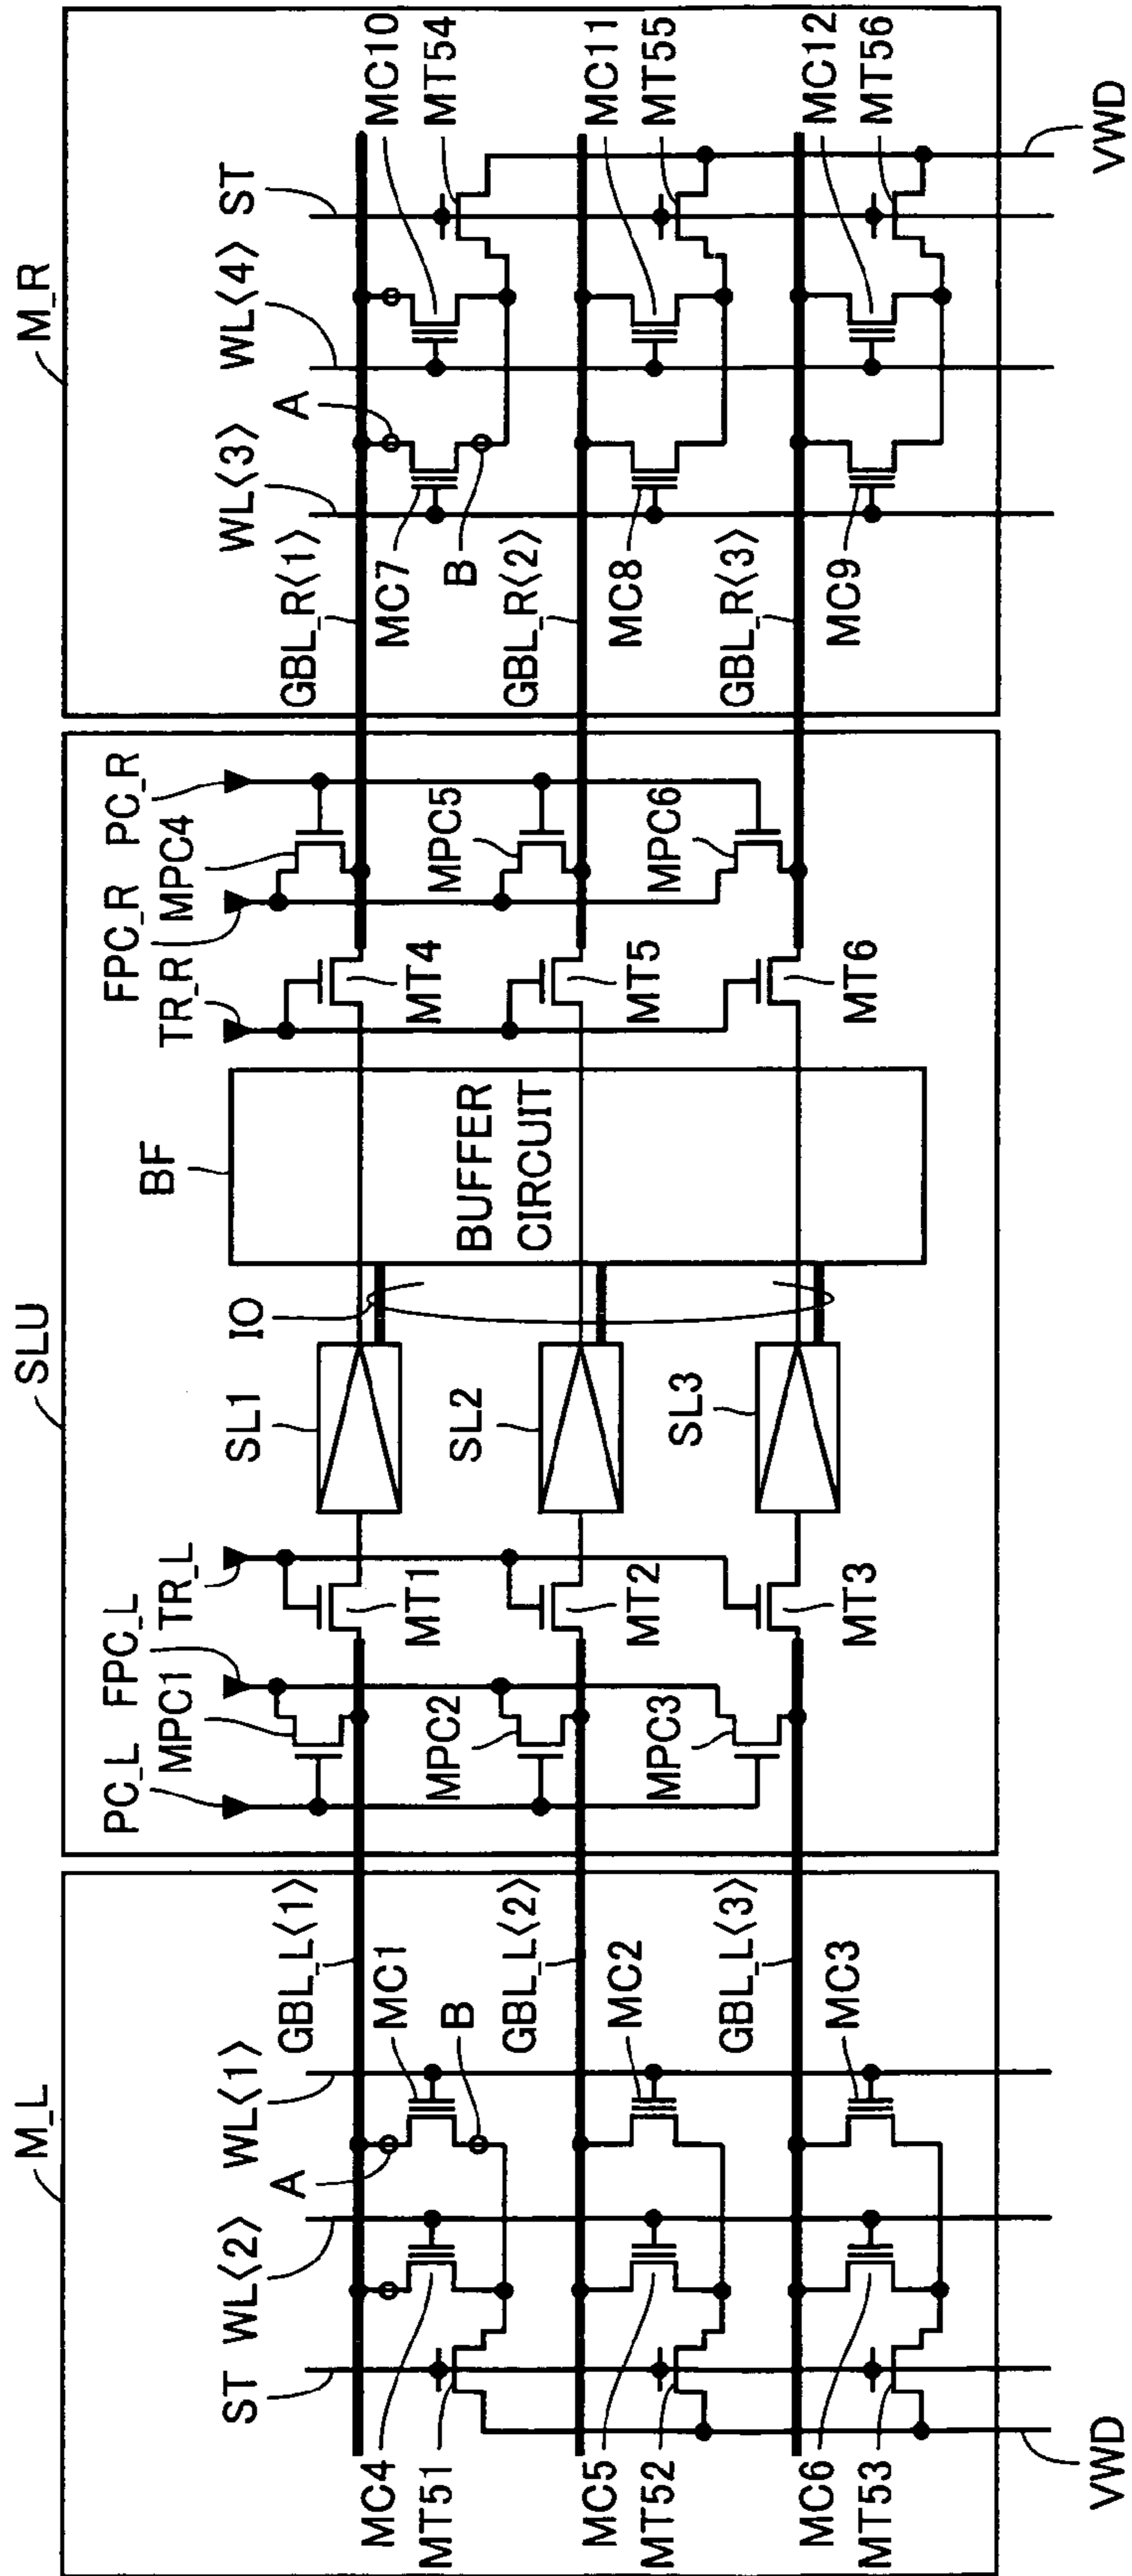 M_L
ST
WL⟨2⟩
WL⟨1⟩
A
GBL_L⟨1⟩
MC4
MC1
MT51
B
GBL_L⟨2⟩
MC5
MC2
MT52
GBL_L⟨3⟩
MC6
MC3
MT53
VWD
SLU
PC_L
FPC_L
MPC1
TR_L
MT1
MPC2
MT2
MPC3
MT3
SL1
SL2
SL3
IO
BF
BUFFER
CIRCUIT
TR_R
FPC_R
MPC4
PC_R
MT4
MPC5
MT5
MPC6
MT6
M_R
WL⟨3⟩
A
WL⟨4⟩
ST
GBL_R⟨1⟩
MC7
MC10
MT54
B
GBL_R⟨2⟩
MC8
MC11
MT55
GBL_R⟨3⟩
MC9
MC12
MT56
VWD